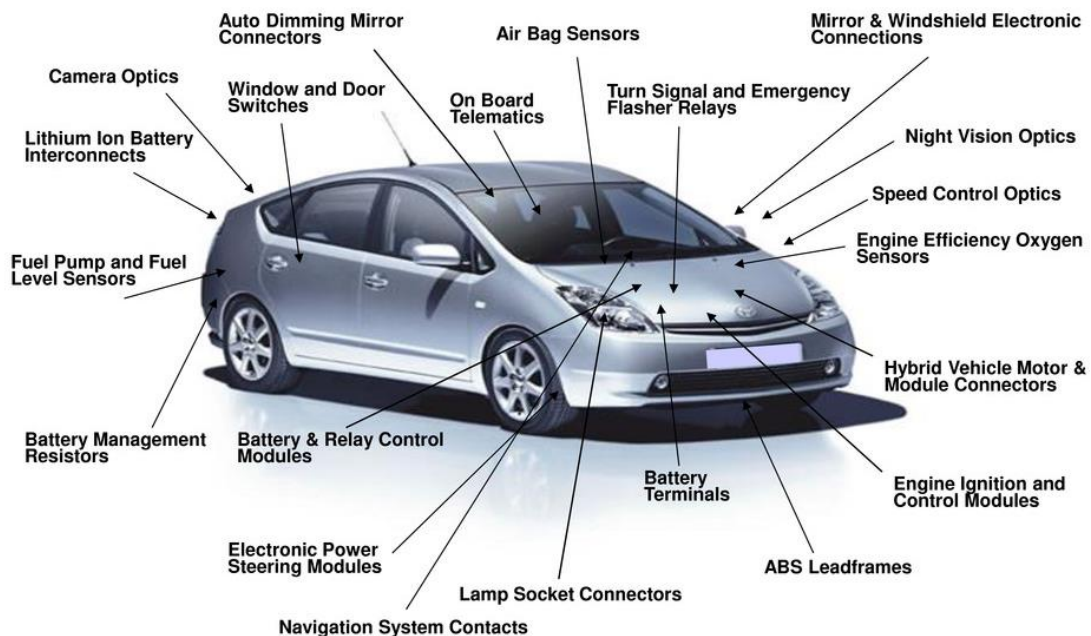 Auto Dimming Mirror
Connectors
Air Bag Sensors
Mirror & Windshield Electronic
Connections
Camera Optics
Window and Door
Switches
On Board
Telematics
Turn Signal and Emergency
Flasher Relays
Lithium Ion Battery
Interconnects
Night Vision Optics
Speed Control Optics
Fuel Pump and Fuel
Level Sensors
Engine Efficiency Oxygen
Sensors
Hybrid Vehicle Motor &
Module Connectors
Battery Management
Resistors
Battery & Relay Control
Modules
Battery
Terminals
Engine Ignition and
Control Modules
Electronic Power
Steering Modules
Lamp Socket Connectors
ABS Leadframes
Navigation System Contacts